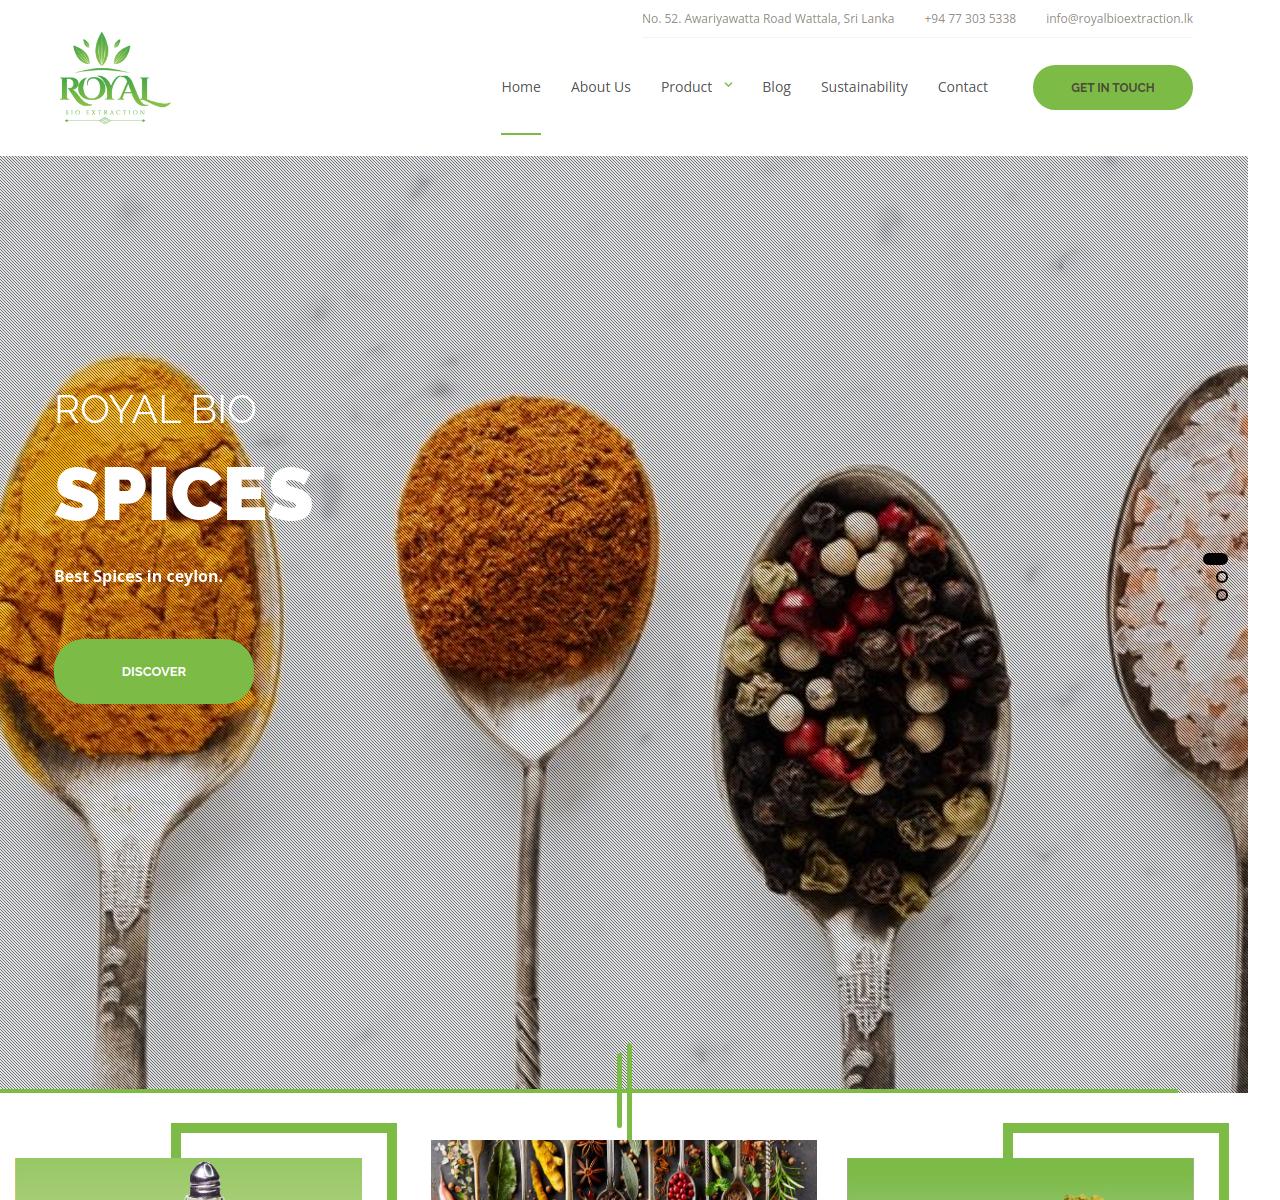 No. 52. Awariyawatta Road Wattala, Sri Lanka +94 77 303 5338 info@royalbioextraction.lk
ROYAL
BIO EXTRACTION
Home About Us Product Blog Sustainability Contact GET IN TOUCH
ROYAL BIO
SPICES
Best Spices in ceylon.
DISCOVER